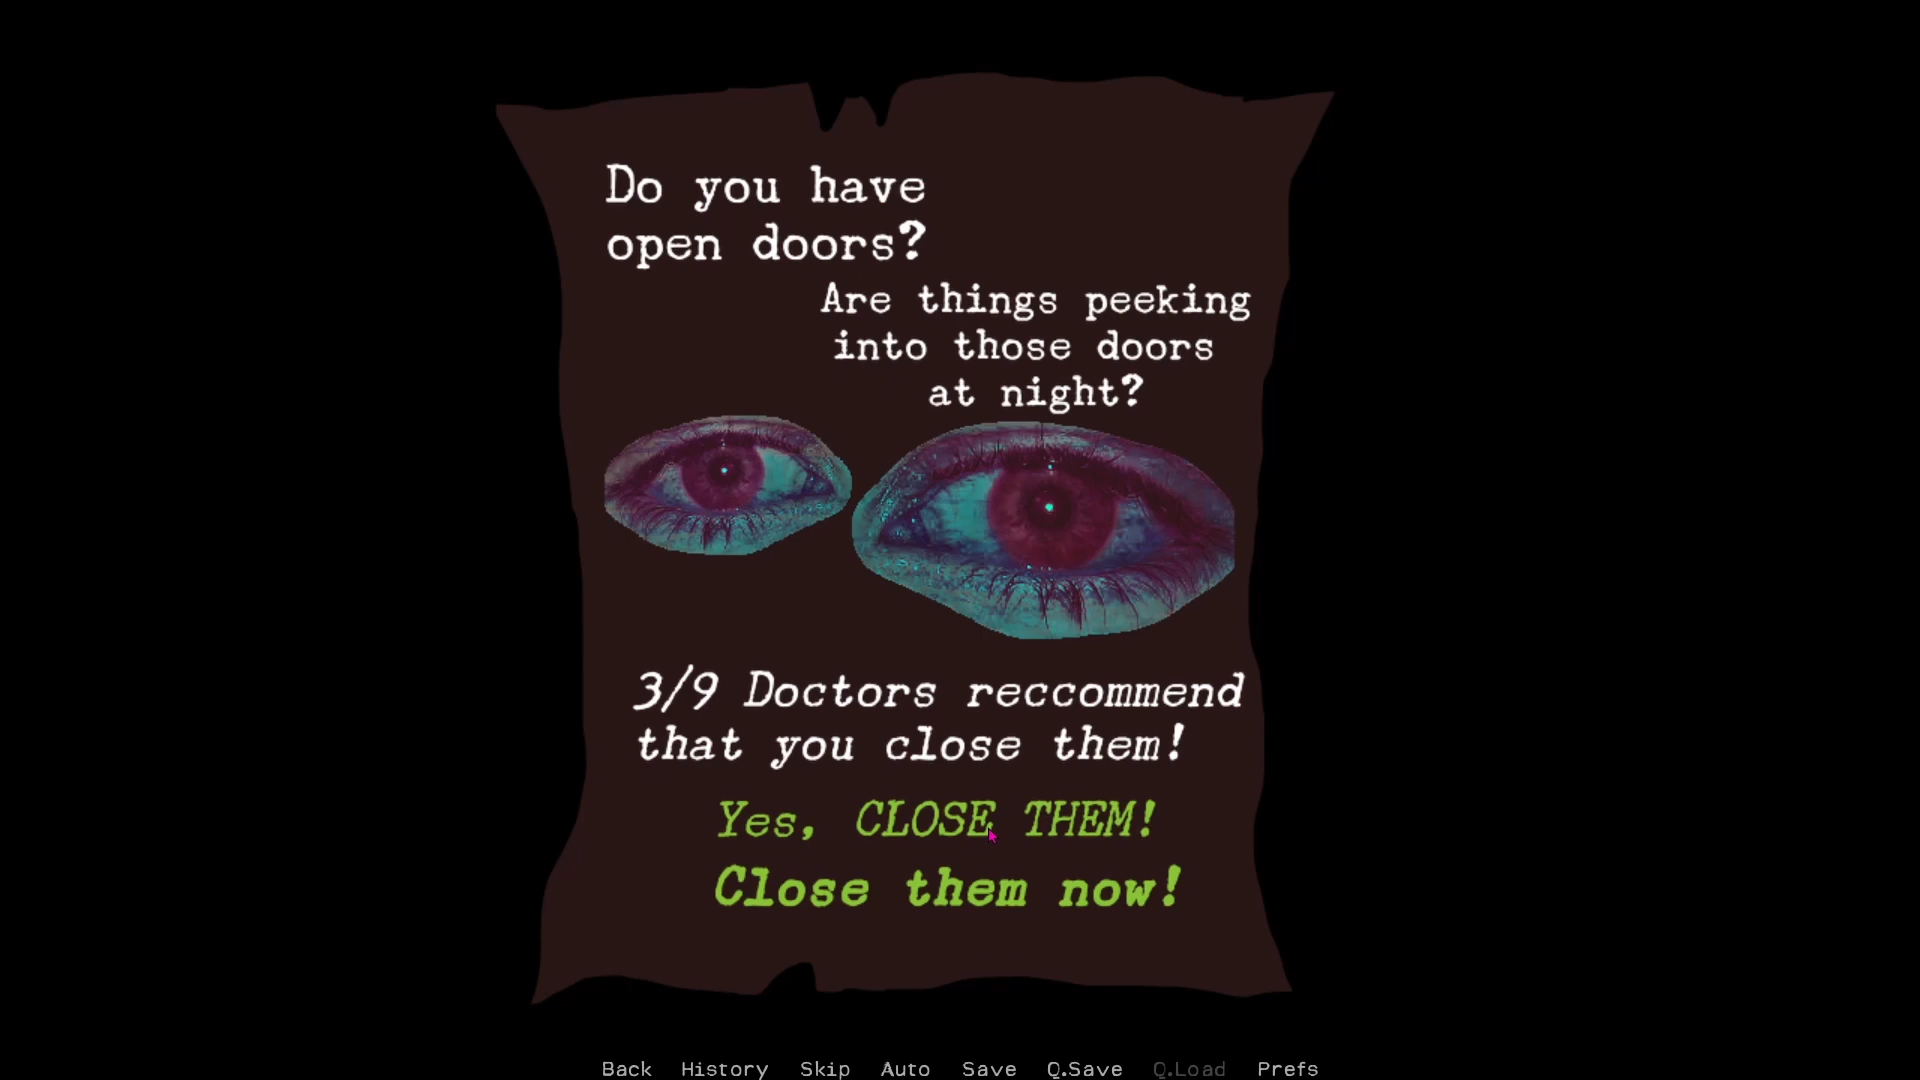 Do you have
open doors?
Are things peeking
into those doors
at night?
3/9 Doctors reccommend
that you close them!
Yes, CLOSE THEM!
Close them now!
Back History Skip Auto Save Q.Save Q.Load Prefs